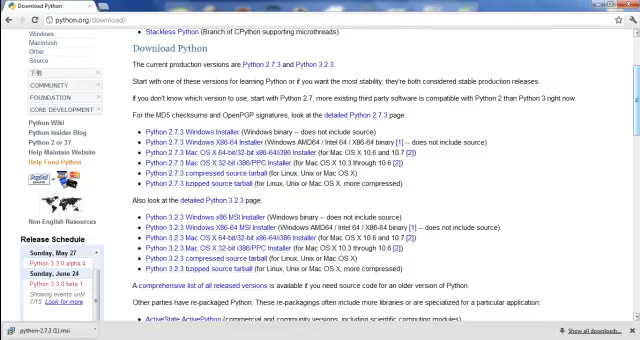 Download Python
python.org/download/
Windows
Macintosh
Other
Source
下载
COMMUNITY
FOUNDATION
CORE DEVELOPMENT
Python Wiki
Python Insider Blog
Python 2 or 3?
Help Maintain Website
Help Fund Python
PayPal
Non-English Resources
Release Schedule
Sunday, May 27
Python 3.3.0 alpha 4
Sunday, June 24
Python 3.3.0 beta 1
Showing events until
7/15. Look for more
Stackless Python (Branch of CPython supporting microthreads)
Download Python
The current production versions are Python 2.7.3 and Python 3.2.3.
Start with one of these versions for learning Python or if you want the most stability; they're both considered stable production releases.
If you don't know which version to use, start with Python 2.7; more existing third party software is compatible with Python 2 than Python 3 right now.
For the MD5 checksums and OpenPGP signatures, look at the detailed Python 2.7.3 page:
Python 2.7.3 Windows Installer (Windows binary -- does not include source)
Python 2.7.3 Windows X86-64 Installer (Windows AMD64 / Intel 64 / X86-64 binary [1] -- does not include source)
Python 2.7.3 Mac OS X 64-bit/32-bit x86-64/i386 Installer (for Mac OS X 10.6 and 10.7 [2])
Python 2.7.3 Mac OS X 32-bit i386/PPC Installer (for Mac OS X 10.3 through 10.6 [2])
Python 2.7.3 compressed source tarball (for Linux, Unix or Mac OS X)
Python 2.7.3 bzipped source tarball (for Linux, Unix or Mac OS X, more compressed)
Also look at the detailed Python 3.2.3 page:
Python 3.2.3 Windows x86 MSI Installer (Windows binary -- does not include source)
Python 3.2.3 Windows X86-64 MSI Installer (Windows AMD64 / Intel 64 / X86-64 binary [1] -- does not include source)
Python 3.2.3 Mac OS X 64-bit/32-bit x86-64/i386 Installer (for Mac OS X 10.6 and 10.7 [2])
Python 3.2.3 Mac OS X 32-bit i386/PPC Installer (for Mac OS X 10.3 through 10.6 [2])
Python 3.2.3 compressed source tarball (for Linux, Unix or Mac OS X)
Python 3.2.3 bzipped source tarball (for Linux, Unix or Mac OS X, more compressed)
A comprehensive list of all released versions is available if you need source code for an older version of Python.
Other parties have re-packaged Python. These re-packagings often include more libraries or are specialized for a particular application:
ActiveState ActivePython (commercial and community versions, including scientific computing modules)
python-2.7.3 (1).msi
Show all downloads...